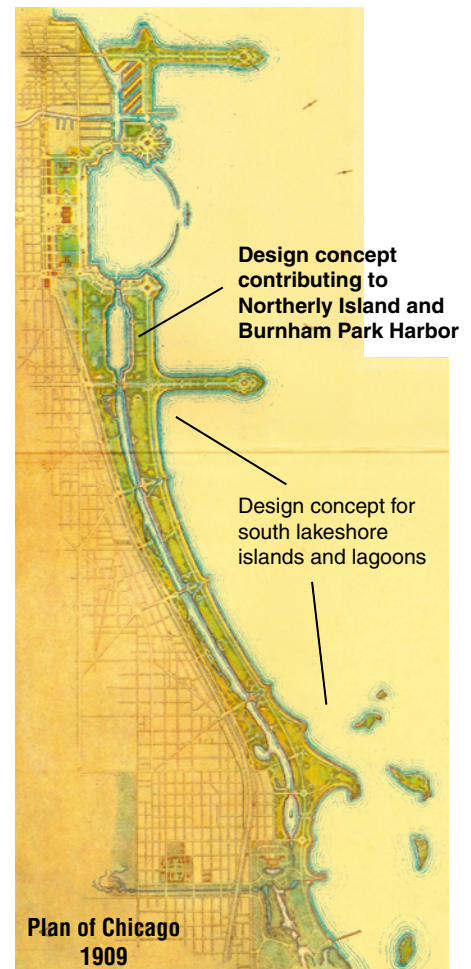 Design concept
contributing to
Northerly Island and
Burnham Park Harbor
Design concept for
south lakeshore
islands and lagoons
Plan of Chicago
1909